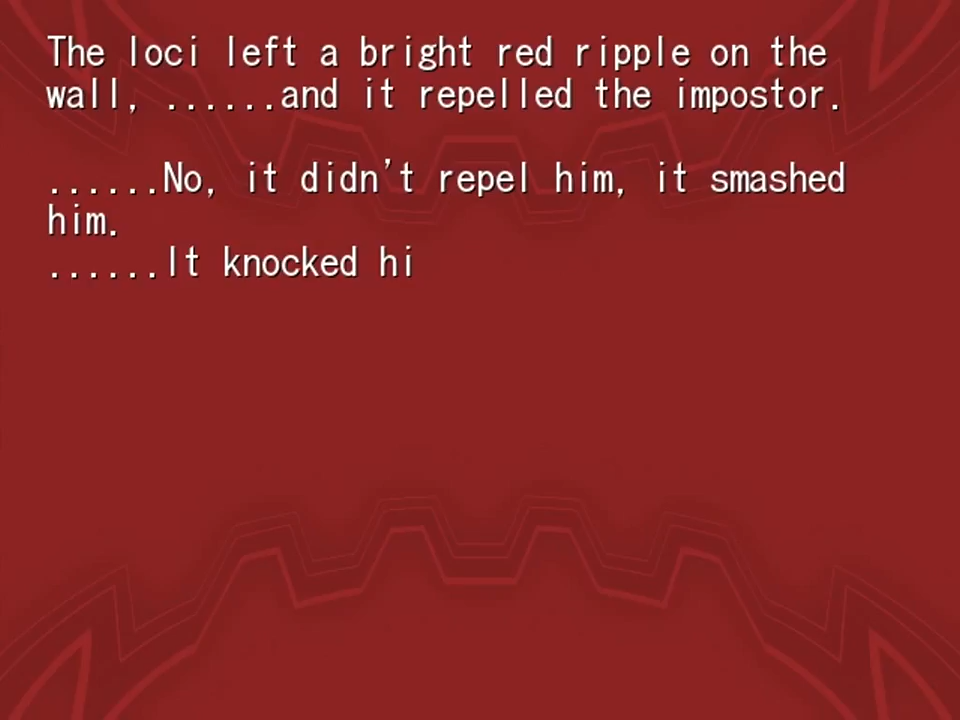 The loci left a bright red ripple on the
wall, ......and it repelled the impostor.
......No, it didn't repel him, it smashed
him.
......It knocked hi